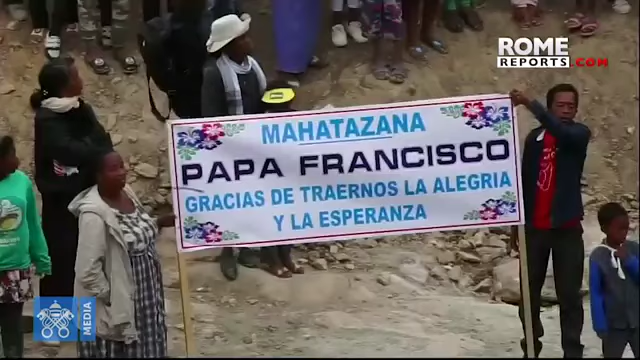 ROME
REPORTS.COM
MAHATAZANA
PAPA FRANCISCO
GRACIAS DE TRAERNOS LA ALEGRIA
Y LA ESPERANZA
MEDIA